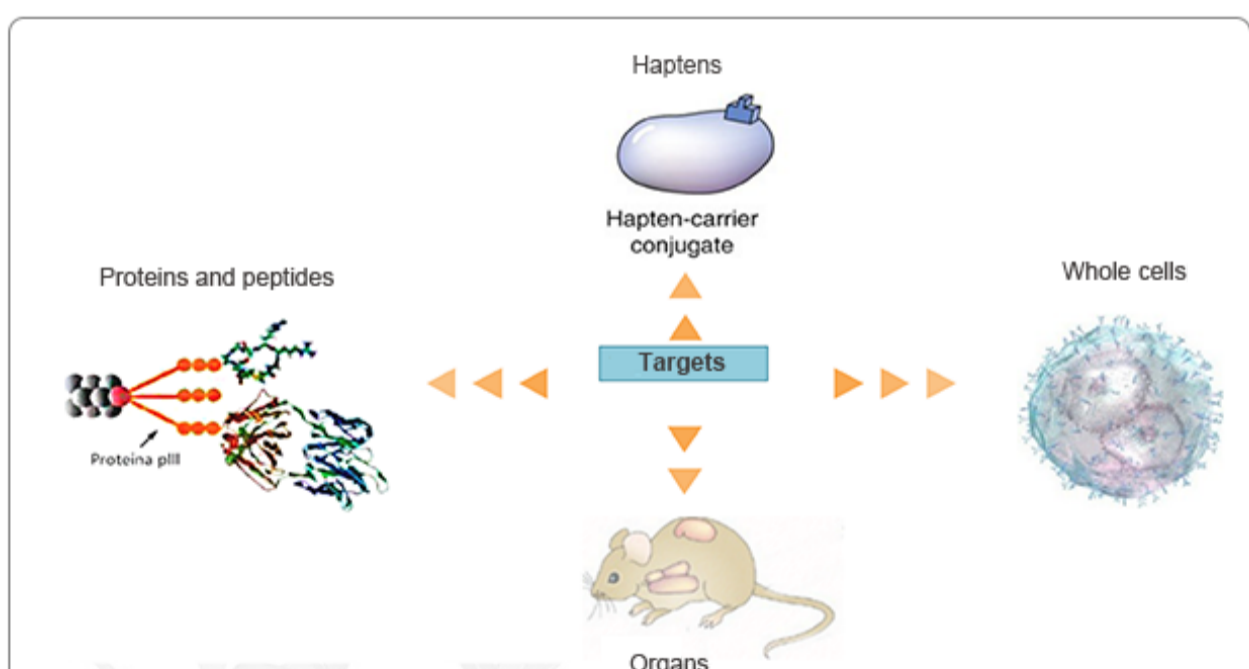 Haptens
Hapten-carrier
conjugate
Proteins and peptides
Whole cells
Targets
Proteina pIII
Organs